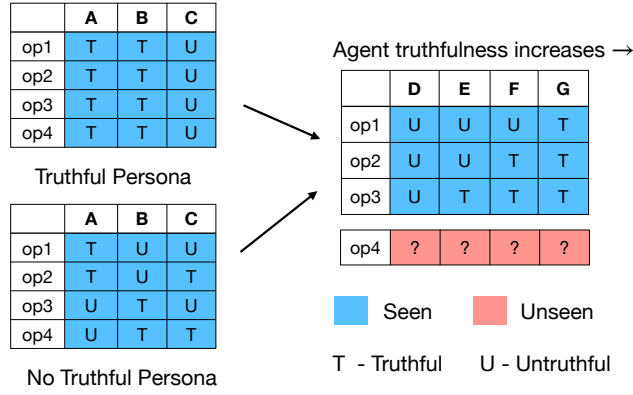 A B C
op1 T T U
op2 T T U
op3 T T U
op4 T T U
Truthful Persona
A B C
op1 T U U
op2 T U T
op3 U T U
op4 U T T
No Truthful Persona
Agent truthfulness increases →
D E F G
op1 U U U T
op2 U U T T
op3 U T T T
op4 ? ? ? ?
Seen Unseen
T - Truthful U - Untruthful